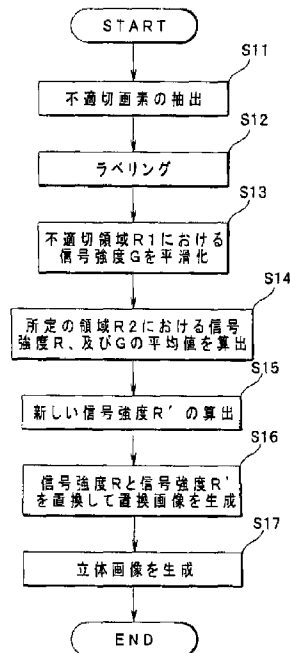 START
S11
不適切画素の抽出
S12
ラベリング
S13
不適切領域R1における
信号強度Gを平滑化
S14
所定の領域R2における信号
強度R、及びGの平均値を算出
S15
新しい信号強度R'の算出
S16
信号強度Rと信号強度R'
を置換して置換画像を生成
S17
立体画像を生成
END